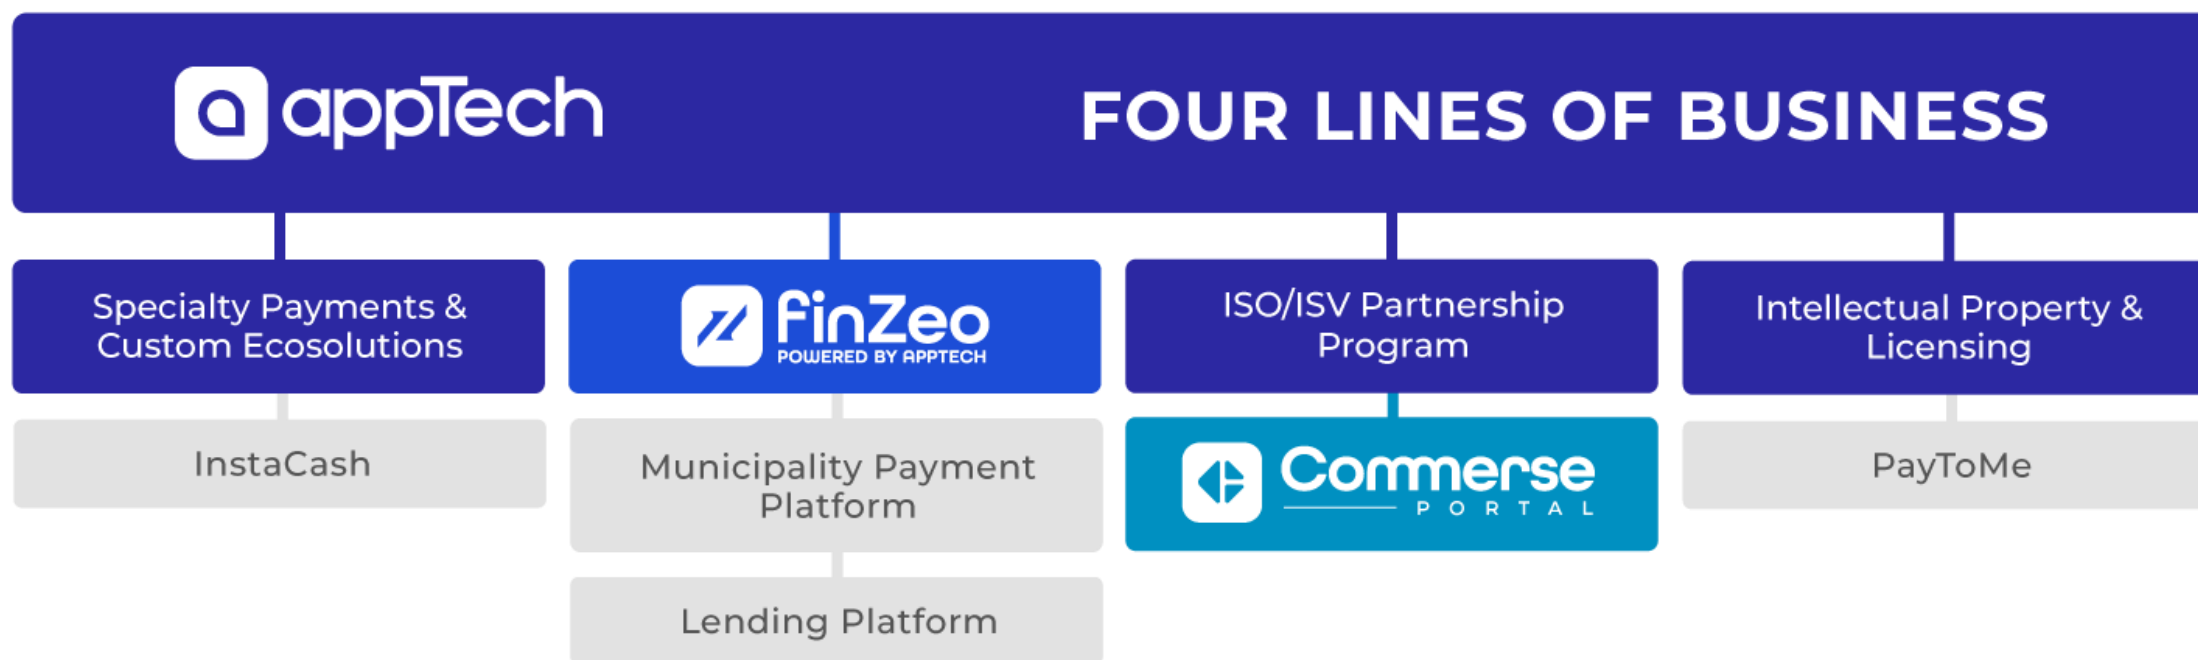 appTech
FOUR LINES OF BUSINESS
Specialty Payments &
Custom Ecosolutions
InstaCash
finZeo
POWERED BY APPTECH
Municipality Payment
Platform
Lending Platform
ISO/ISV Partnership
Program
Commerse
PORTAL
Intellectual Property &
Licensing
PayToMe